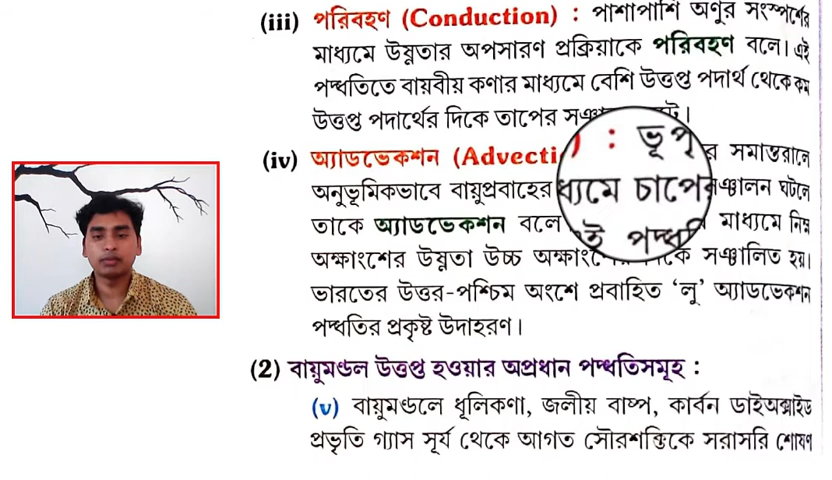 (iii) পরিবহণ (Conduction) : পাশাপাশি অণুর সংস্পর্শের
মাধ্যমে উষ্ণতার অপসারণ প্রক্রিয়াকে পরিবহণ বলে। এই
পদ্ধতিতে বায়বীয় কণার মাধ্যমে বেশি উত্তপ্ত পদার্থ থেকে কম
উত্তপ্ত পদার্থের দিকে তাপের
(iv) অ্যাডভেকশন (Advecti ) : ভূপৃ র সমান্তরালে
অনুভূমিকভাবে বায়ুপ্রবাহের ধ্যমে চাপের ঞ্চালন ঘটলে
তাকে অ্যাডভেকশন বলে ই পদ্ধতি মাধ্যমে নিম্ন
অক্ষাংশের উষ্ণতা উচ্চ সঞ্চালিত হয়।
ভারতের উত্তর-পশ্চিম অংশে প্রবাহিত ‘লু’ অ্যাডভেকশন
পদ্ধতির প্রকৃষ্ট উদাহরণ।
(2) বায়ুমণ্ডল উত্তপ্ত হওয়ার অপ্রধান পদ্ধতিসমূহ :
(v) বায়ুমণ্ডলে ধূলিকণা, জলীয় বাষ্প, কার্বন ডাইঅক্সাইড
প্রভৃতি গ্যাস সূর্য থেকে আগত সৌরশক্তিকে সরাসরি শোষণ